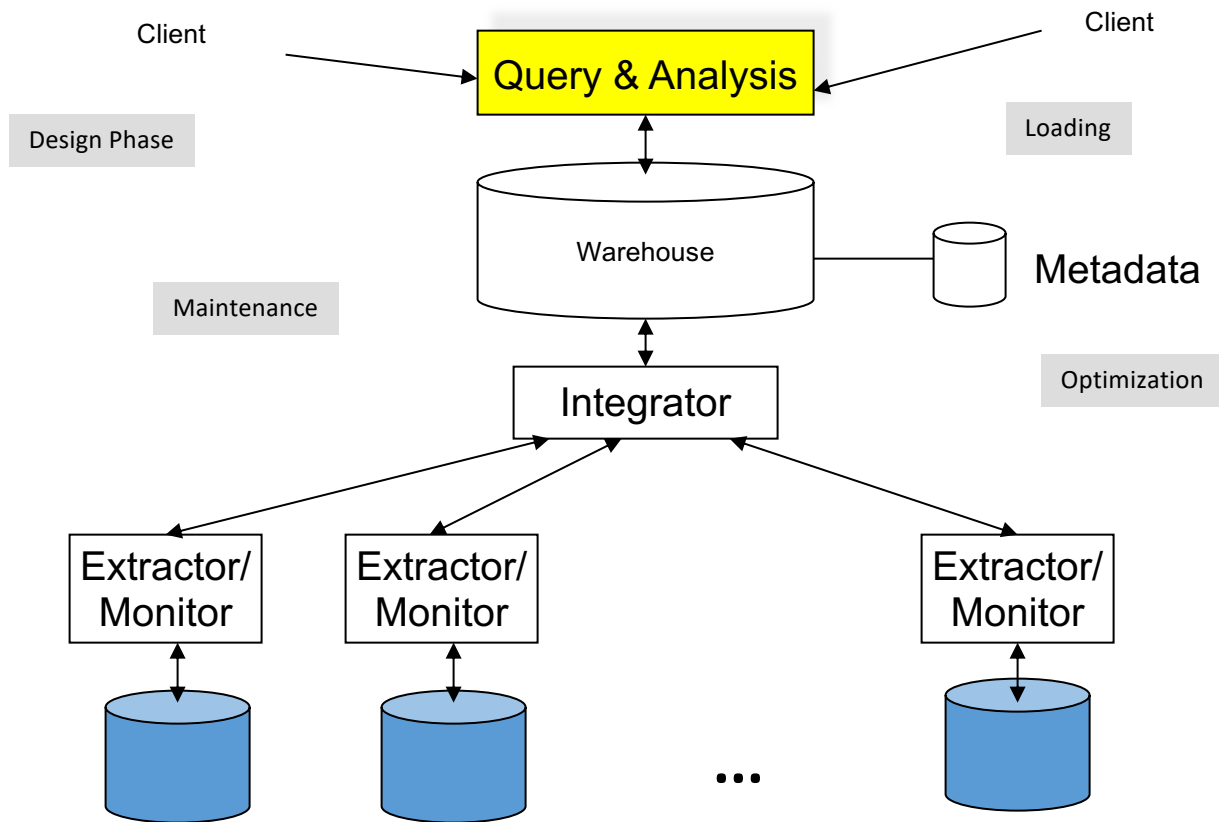 Client
Client
Query & Analysis
Design Phase
Loading
Warehouse
Metadata
Maintenance
Optimization
Integrator
Extractor/
Monitor
Extractor/
Monitor
Extractor/
Monitor
...